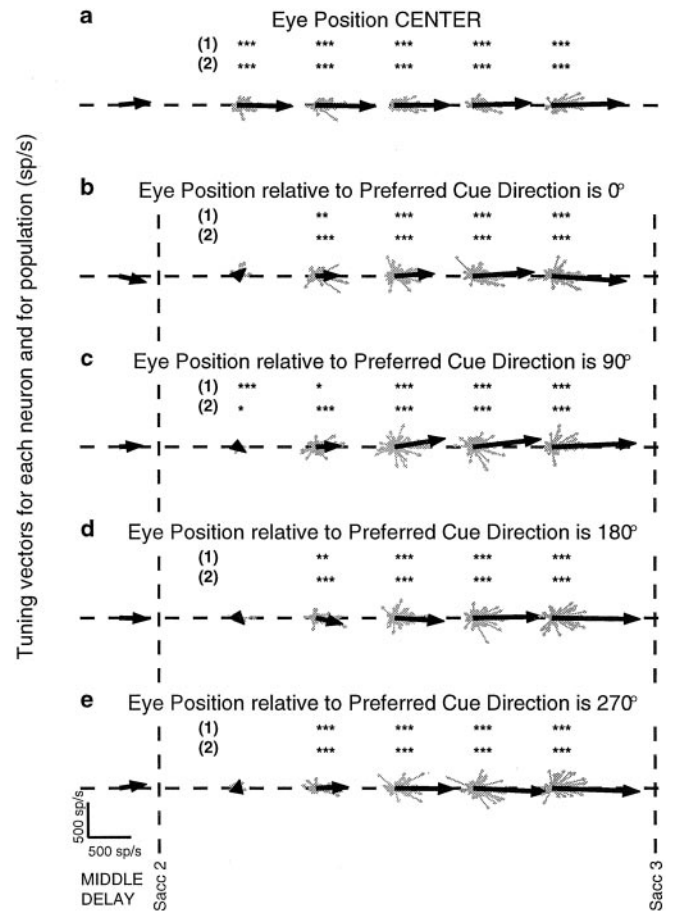 a
Eye Position CENTER
(1) *** *** *** *** ***
(2) *** *** *** *** ***
b
Eye Position relative to Preferred Cue Direction is 0°
(1) ** *** *** ***
(2) *** *** *** ***
c
Eye Position relative to Preferred Cue Direction is 90°
(1) *** * *** *** ***
(2) * *** *** *** ***
d
Eye Position relative to Preferred Cue Direction is 180°
(1) ** *** *** ***
(2) *** *** *** ***
e
Eye Position relative to Preferred Cue Direction is 270°
(1) *** *** *** ***
(2) *** *** *** ***
Tuning vectors for each neuron and for population (sp/s)
500 sp/s
500 sp/s
MIDDLE
DELAY
Sacc 2
Sacc 3